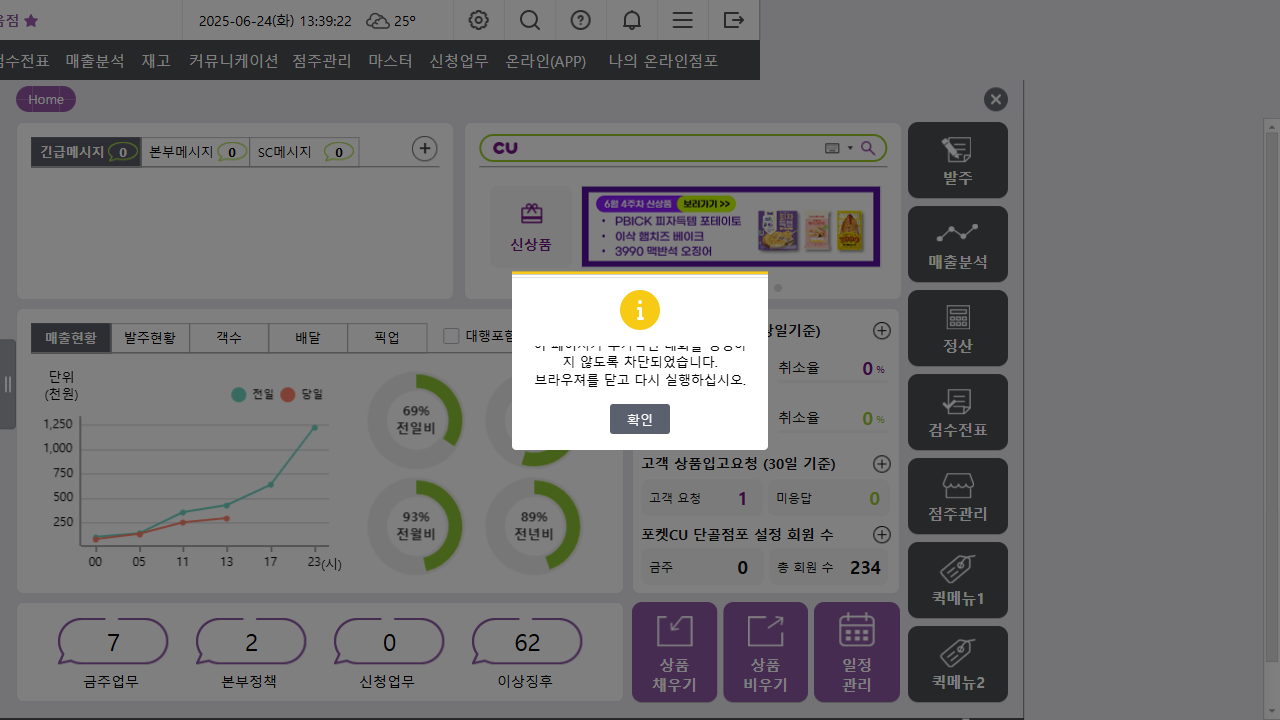 음점
2025-06-24(화) 13:39:22 25º
검수전표 매출분석 재고 커뮤니케이션 점주관리 마스터 신청업무 온라인(APP) 나의 온라인점포
Home
긴급메시지 0 본부메시지 0 SC메시지 0
CU
신상품
6월 4주차 신상품 보러가기 >>
• PBICK 피자득템 포테이토
• 이삭 햄치즈 베이크
• 3990 맥반석 오징어
발주
매출분석
정산
검수전표
점주관리
퀵메뉴1
퀵메뉴2
지 않도록 차단되었습니다.
브라우져를 닫고 다시 실행하십시오.
확인
매출현황 발주현황 객수 배달 픽업 대행포함
단위
(천원)
전일 당일
1,250
1,000
750
500
250
00 05 11 13 17 23(시)
69%
전일비
93%
전월비
89%
전년비
당일기준)
취소율 0 %
취소율 0 %
고객 상품입고요청 (30일 기준)
고객 요청 1 미응답 0
포켓CU 단골점포 설정 회원 수
금주 0 총 회원 수 234
7
금주업무
2
본부정책
0
신청업무
62
이상징후
상품
채우기
상품
비우기
일정
관리